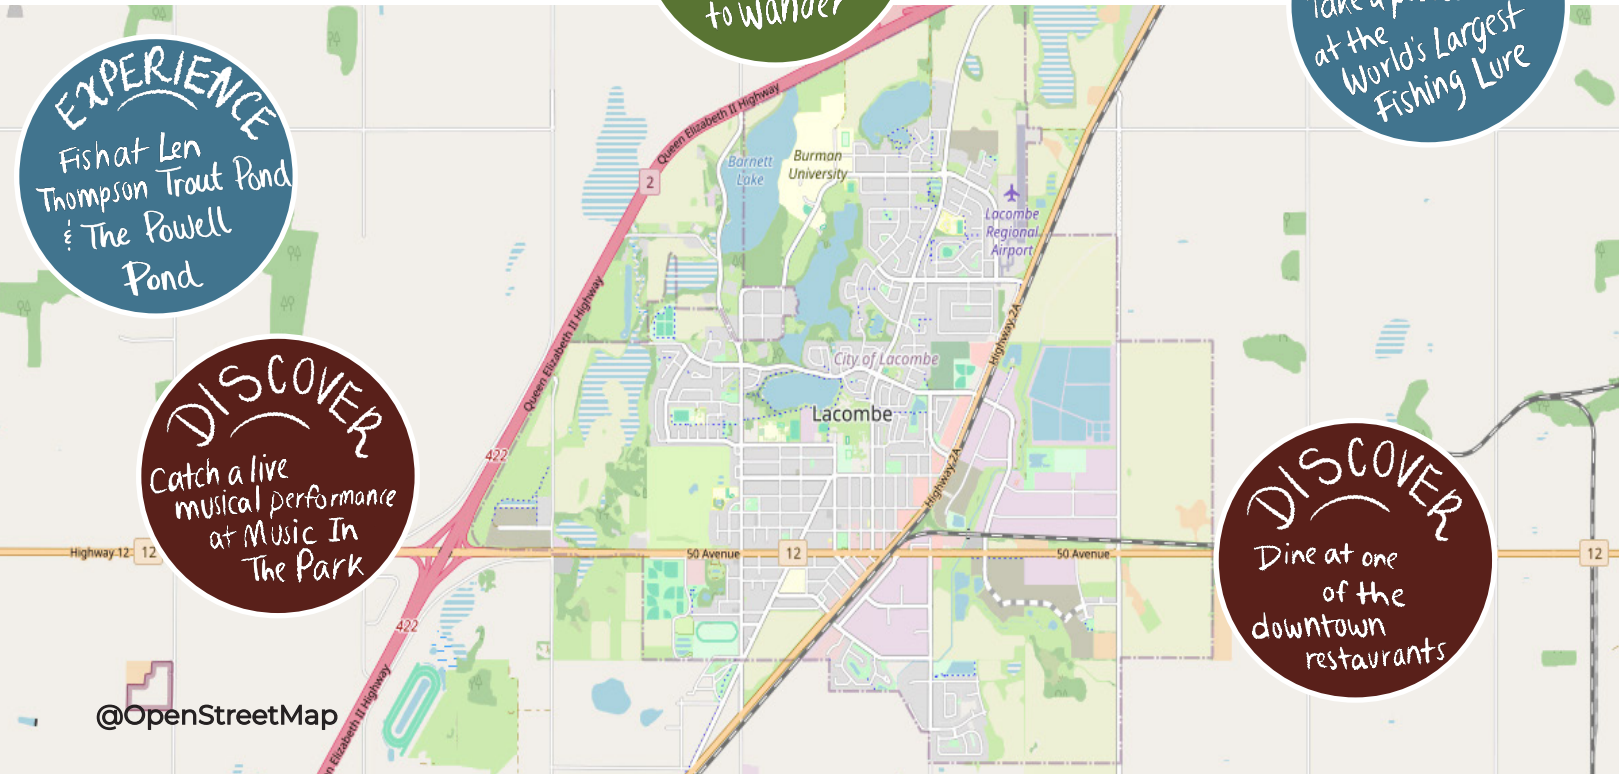 to wander
Take a
at the
World's Largest
Fishing Lure
EXPERIENCE
Fish at Len
Thompson Trout Pond
& The Powell
Pond
DISCOVER
Catch a live
musical performance
at Music In
The Park
DISCOVER
Dine at one
of the
downtown
restaurants
Queen Elizabeth II Highway
2
Barnett
Lake
Burman
University
Lacombe
Regional
Airport
Queen Elizabeth II Highway
Highway 2A
City of Lacombe
Lacombe
422
Highway 2A
Highway 12
12
50 Avenue
12
50 Avenue
12
422
n Elizabeth II Highway
@OpenStreetMap